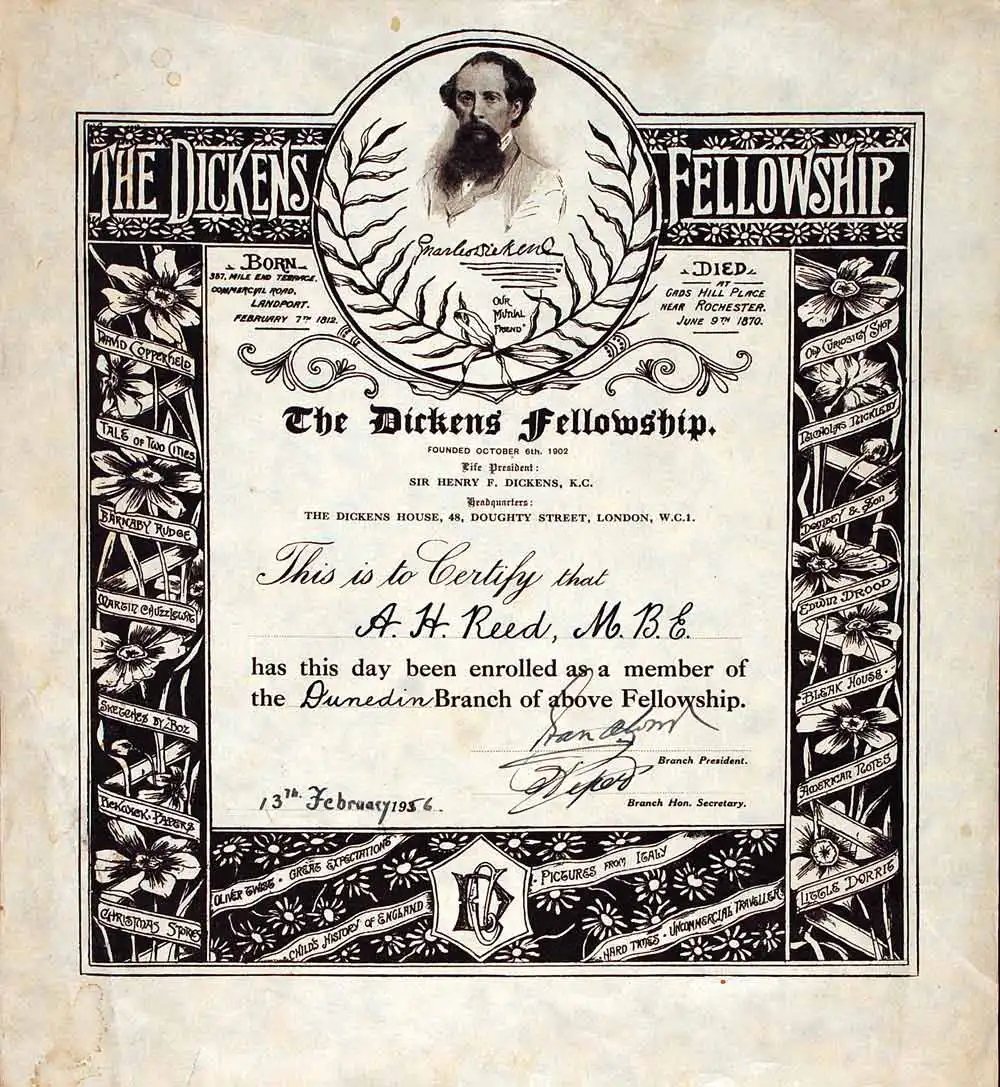 THE DICKENS FELLOWSHIP.
Charles Dickens
OUR
MUTUAL
FRIEND"
BORN
387, MILE END TERRACE,
COMMERCIAL ROAD,
LANDPORT.
FEBRUARY 7TH 1812.
DIED
AT
GADS HILL PLACE
NEAR ROCHESTER.
JUNE 9TH 1870.
DAVID COPPERFIELD
TALE OF TWO CITIES
BARNABY RUDGE
MARTIN CHUZZLEWIT
SKETCHES BY BOZ
PICKWICK PAPERS
CHRISTMAS STORIES
The Dickens Fellowship.
FOUNDED OCTOBER 6th. 1902
Life President:
SIR HENRY F. DICKENS, K.C.
Headquarters:
THE DICKENS HOUSE, 48, DOUGHTY STREET, LONDON, W.C.1.
This is to Certify that
A. H. Reed, M.B.E.
has this day been enrolled as a member of
the Dunedin Branch of above Fellowship.
Branch President.
Branch Hon. Secretary.
13th. February 1956.
OLD CURIOSITY SHOP
NICHOLAS NICKLEBY
DOMBEY & SON
EDWIN DROOD
BLEAK HOUSE.
AMERICAN NOTES
LITTLE DORRIT
OLIVER TWIST • GREAT EXPECTATIONS
CHILD'S HISTORY OF ENGLAND
DF
• PICTURES FROM ITALY
HARD TIMES • UNCOMMERCIAL TRAVELLER